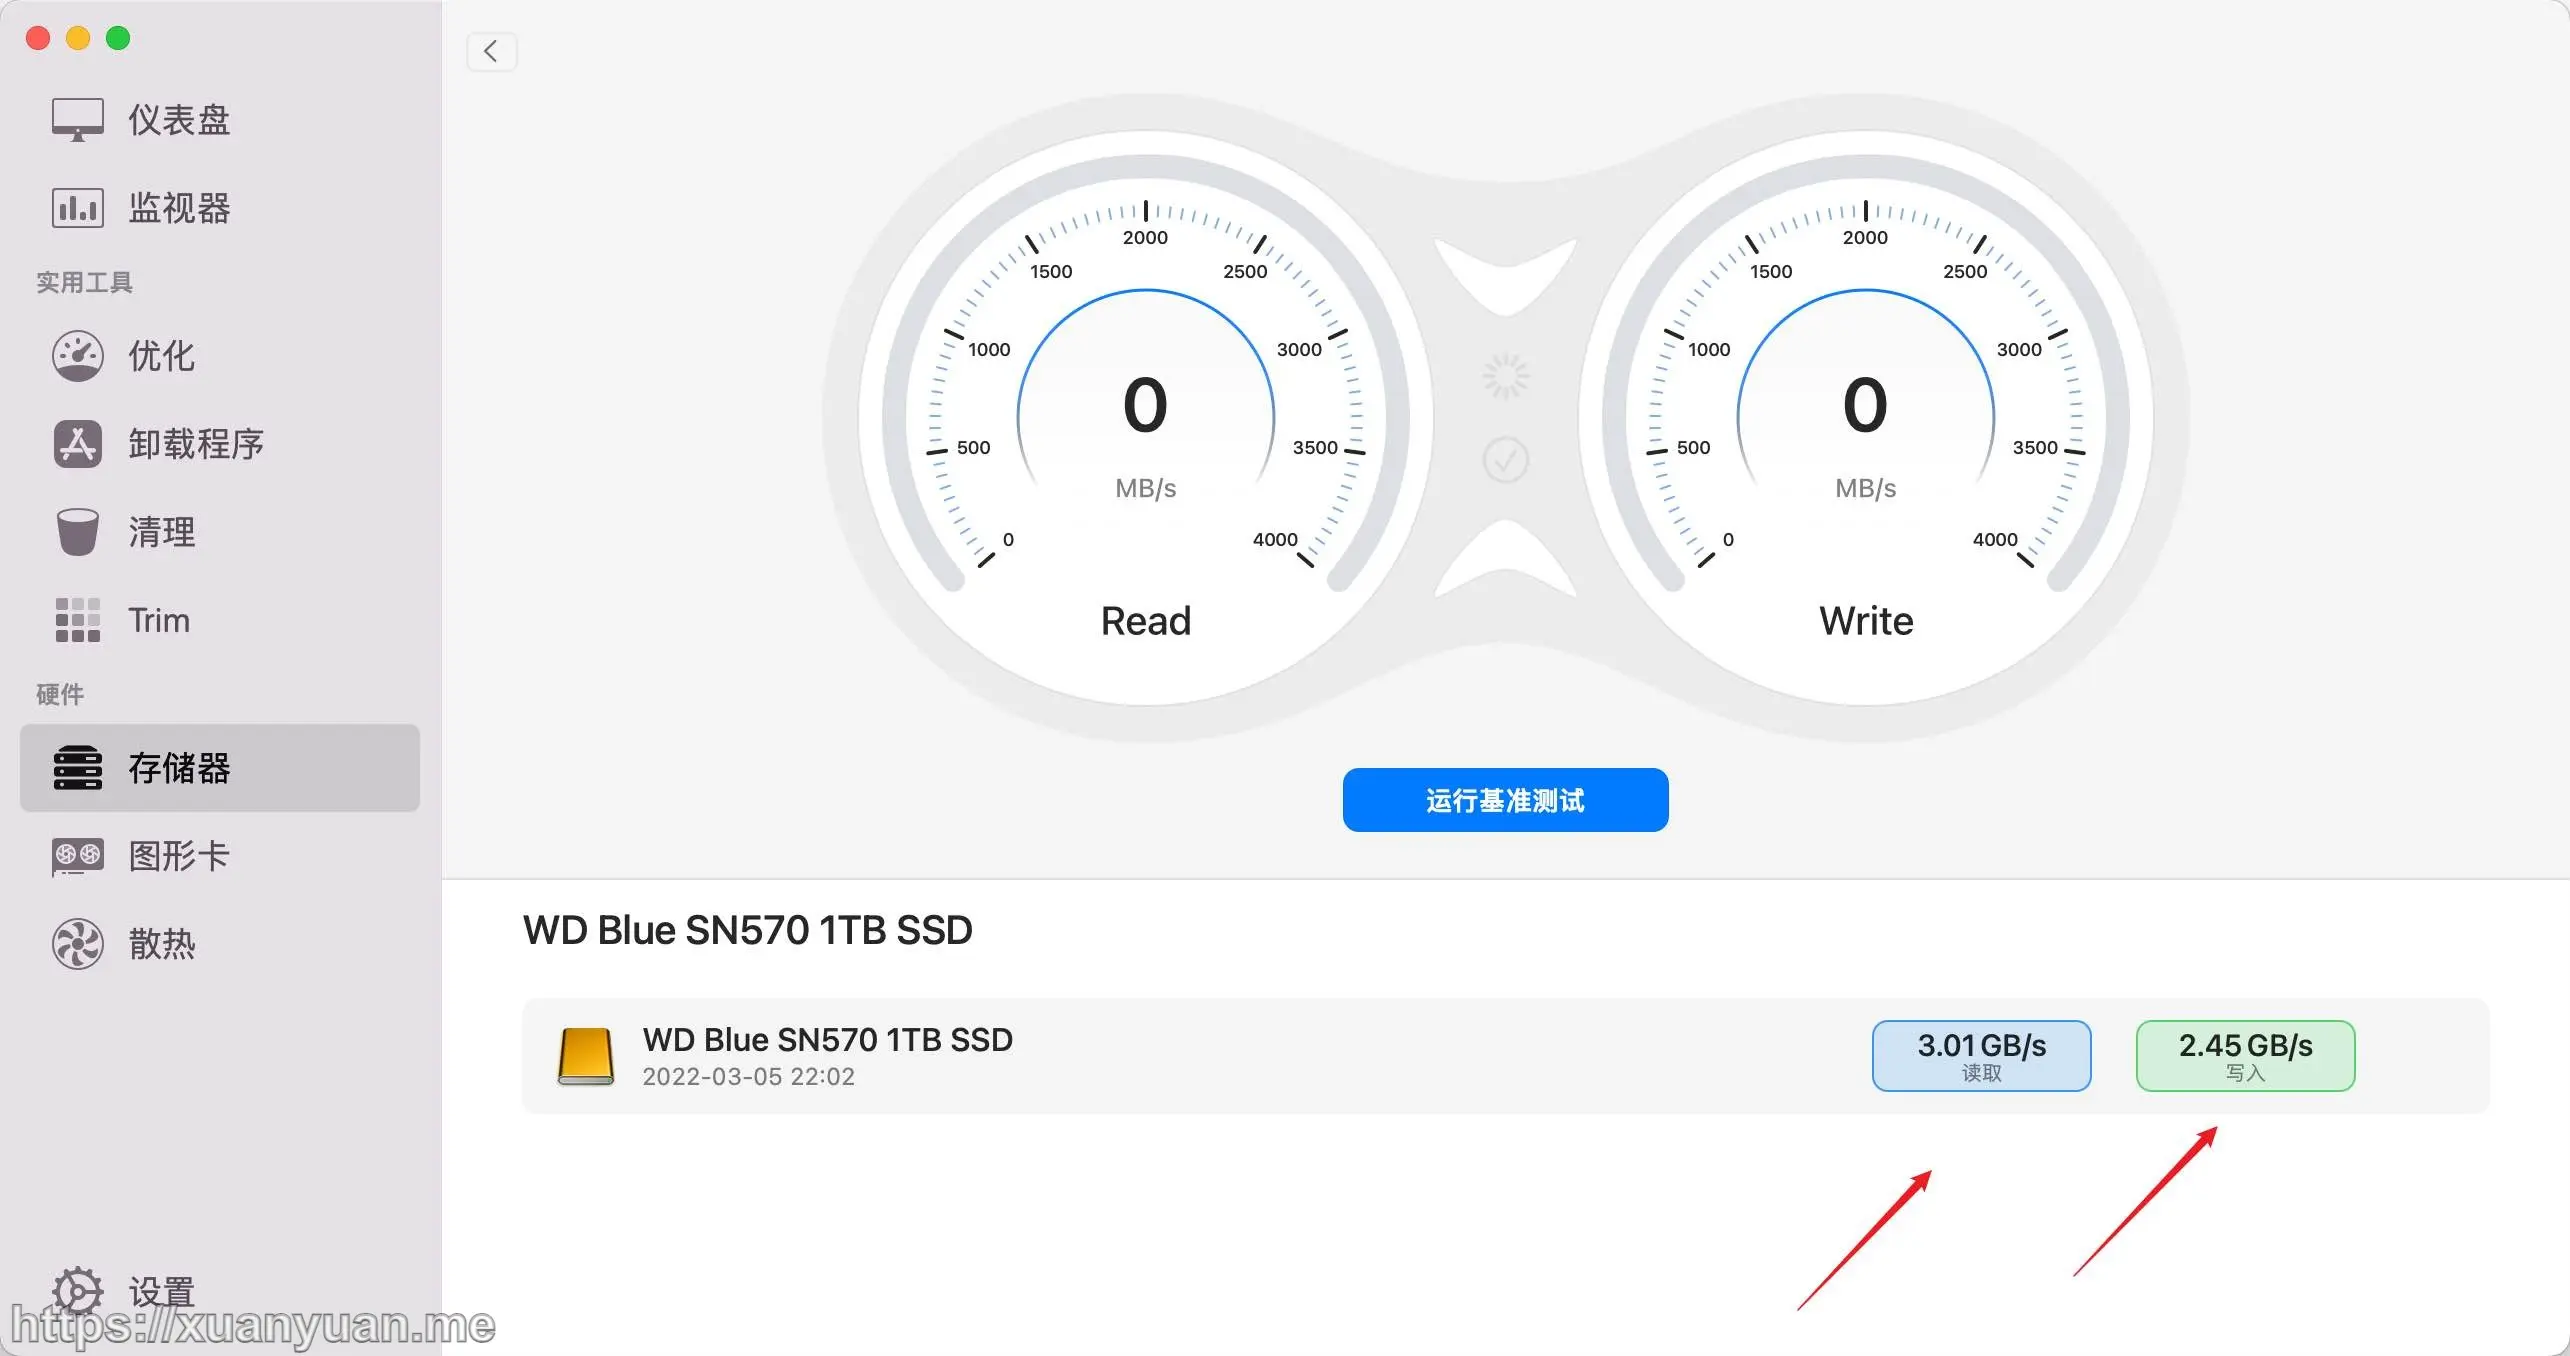 仪表盘
监视器
实用工具
优化
卸载程序
清理
Trim
硬件
存储器
图形卡
散热
设置
0
500
1000
1500
2000
2500
3000
3500
4000
0
MB/s
Read
0
500
1000
1500
2000
2500
3000
3500
4000
0
MB/s
Write
运行基准测试
WD Blue SN570 1TB SSD
WD Blue SN570 1TB SSD
2022-03-05 22:02
3.01 GB/s
读取
2.45 GB/s
写入
https://xuanyuan.me